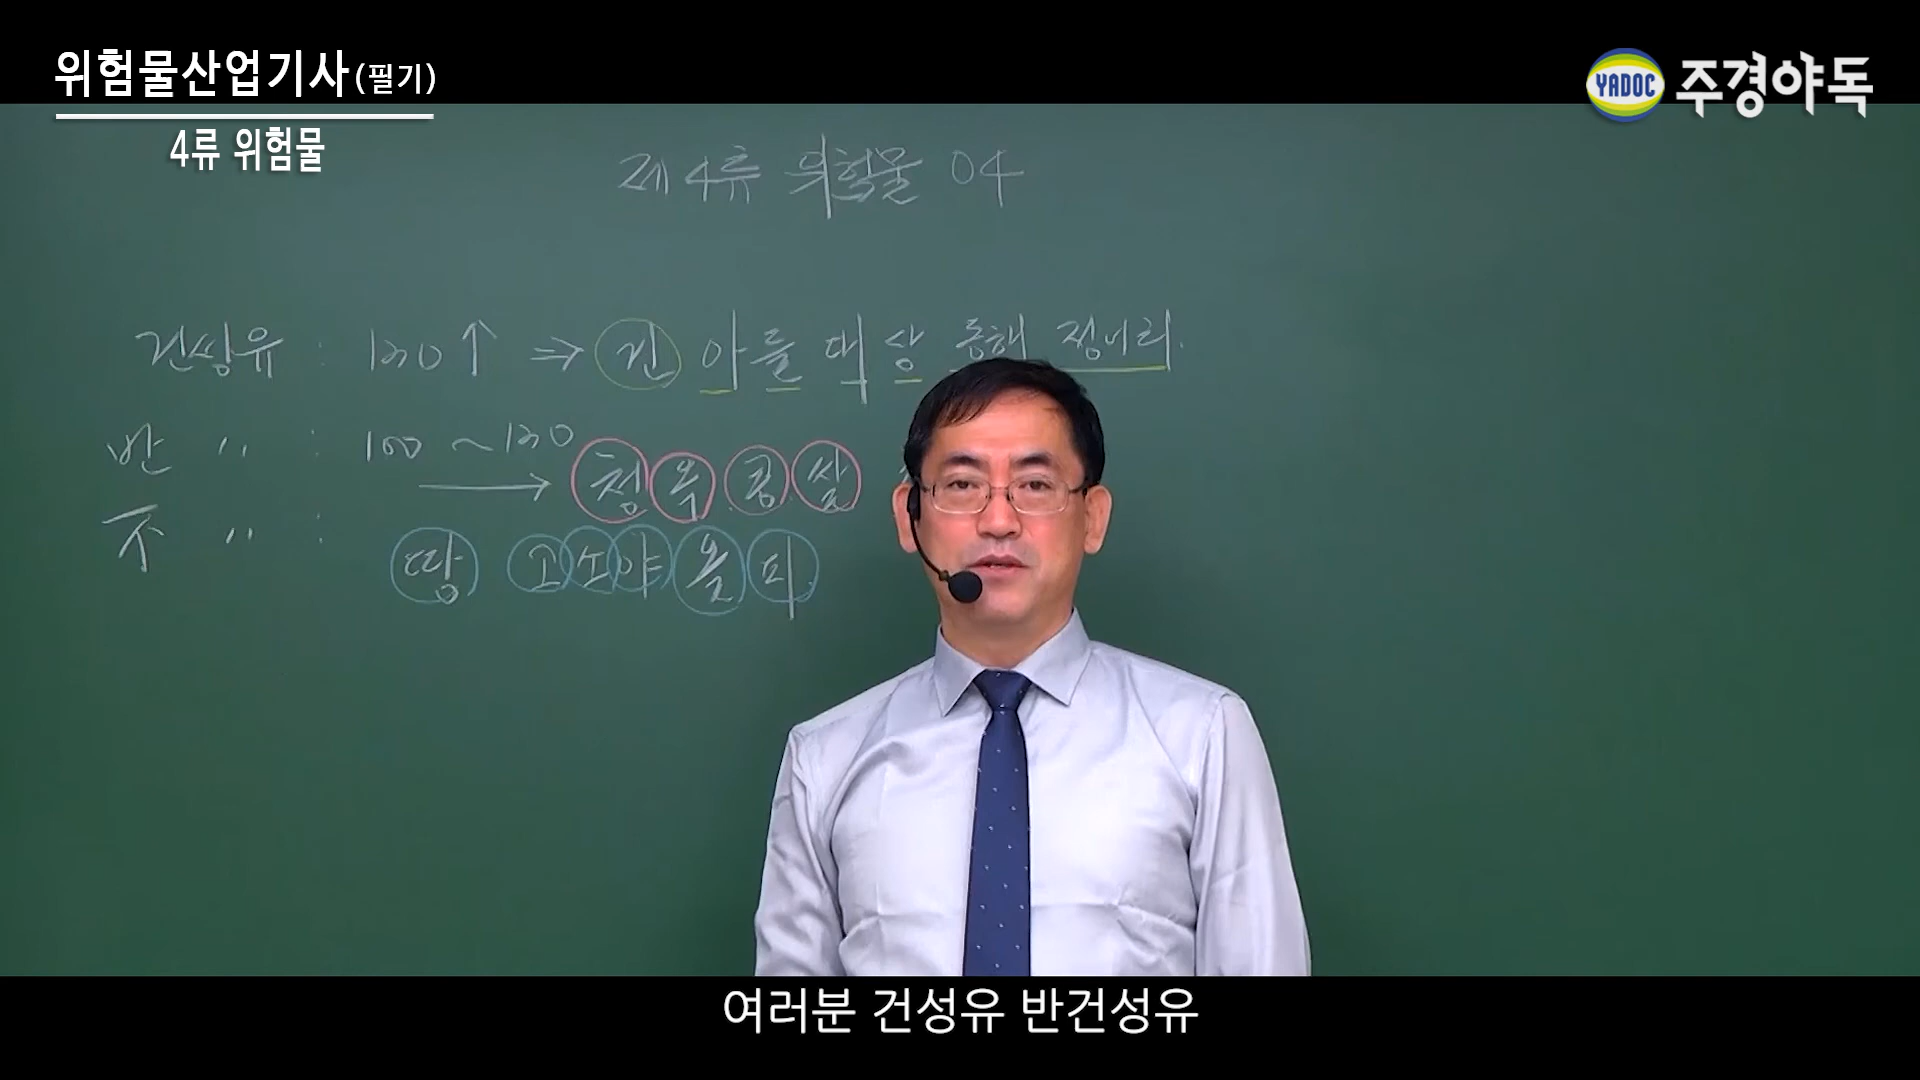 위험물산업기사(필기)
4류 위험물
YADOC 주경야독
제4류 위험물 04
건성유 : 130↑ ⇒ 건 아들 대상 동해 정어리.
반 〃 : 100 ~130
→ 청 옥 콩 쌀
불 〃 :
땅 고 소 야 올 피.
여러분 건성유 반건성유